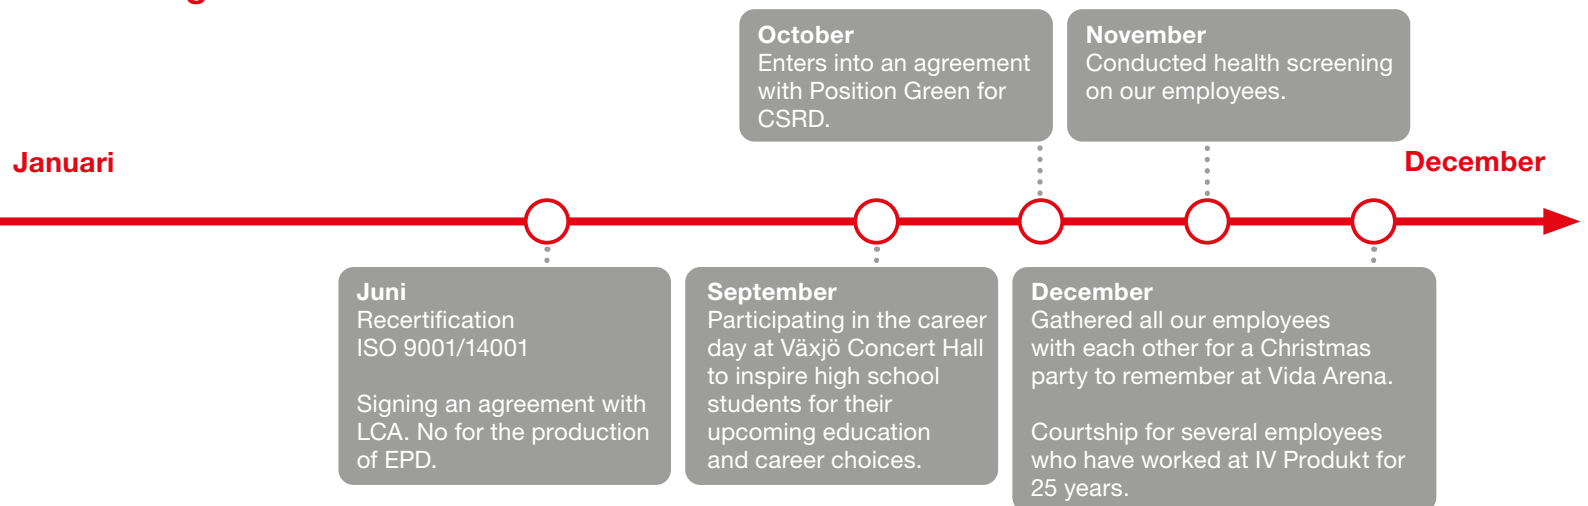 October
Enters into an agreement
with Position Green for
CSRD.
November
Conducted health screening
on our employees.
Januari
December
Juni
Recertification
ISO 9001/14001
Signing an agreement with
LCA. No for the production
of EPD.
September
Participating in the career
day at Växjö Concert Hall
to inspire high school
students for their
upcoming education
and career choices.
December
Gathered all our employees
with each other for a Christmas
party to remember at Vida Arena.
Courtship for several employees
who have worked at IV Produkt for
25 years.